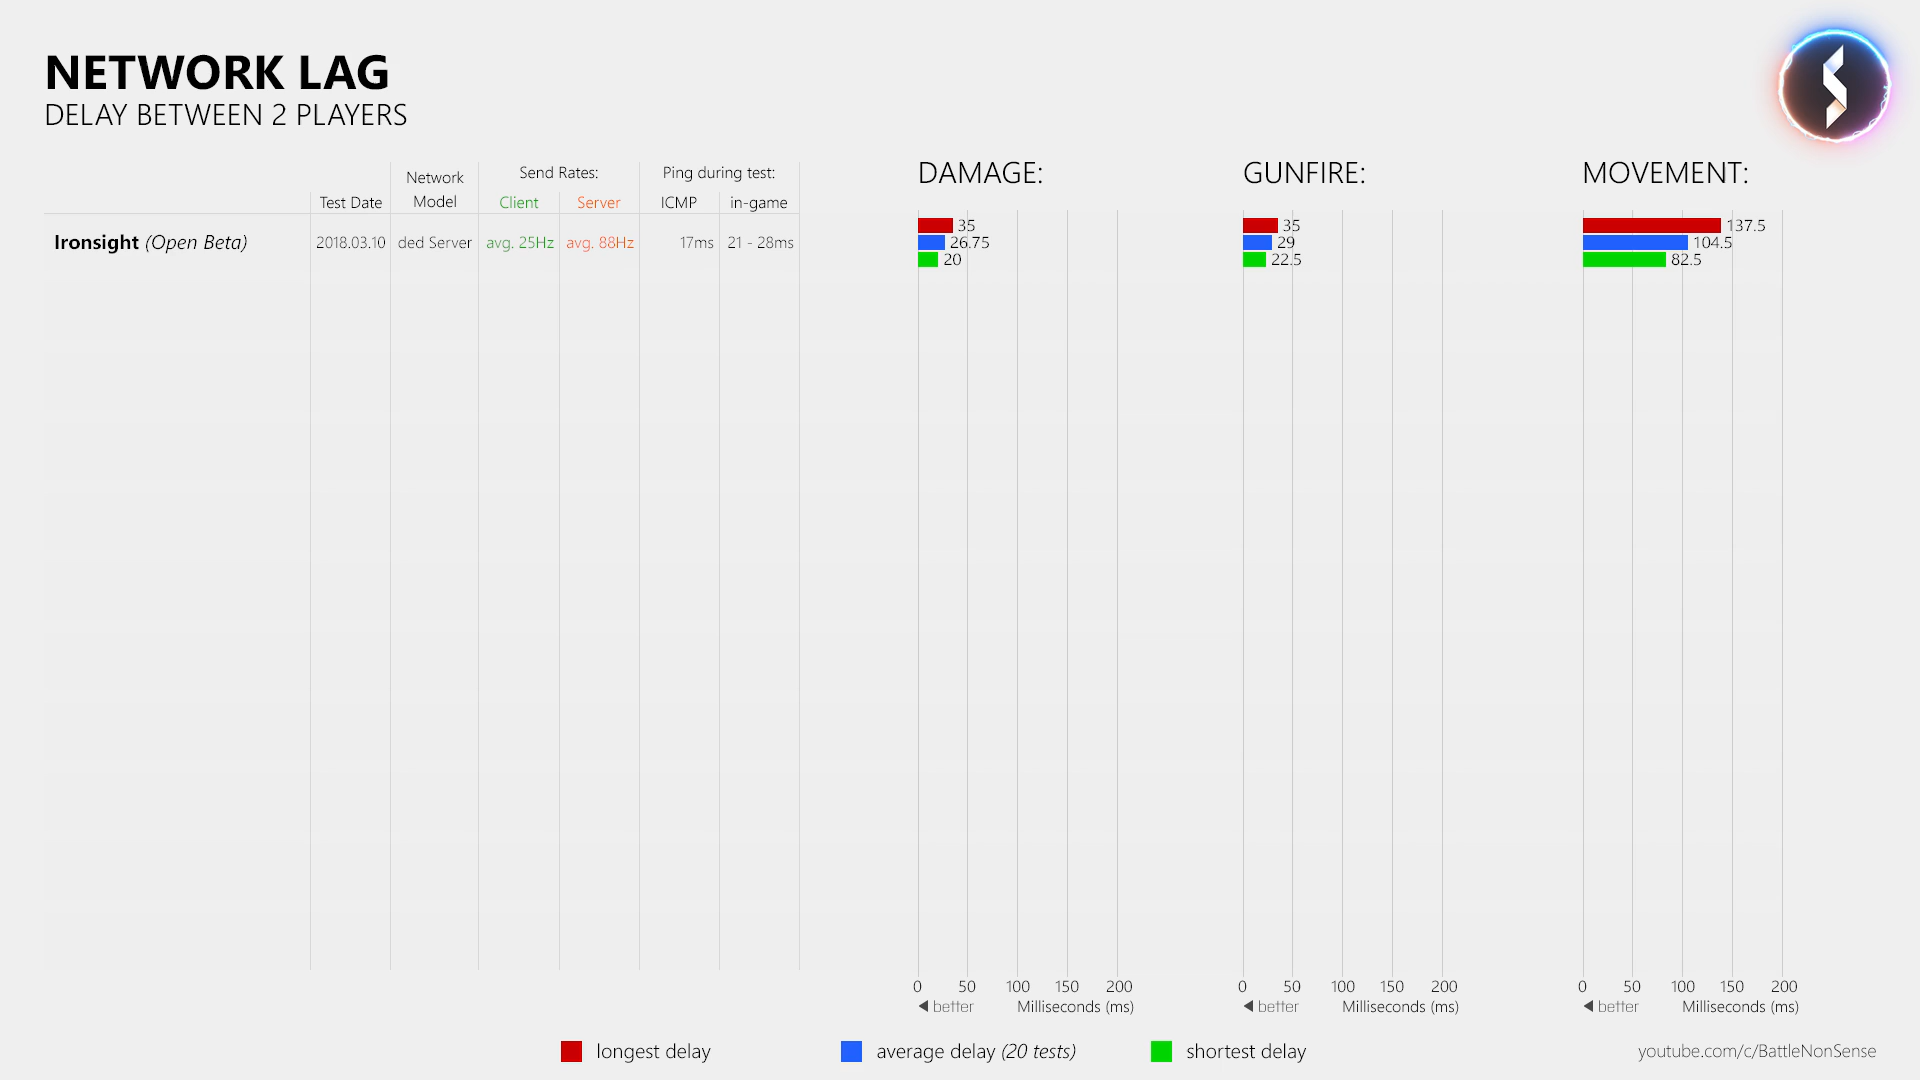 NETWORK LAG
DELAY BETWEEN 2 PLAYERS
Test Date
Network
Model
Send Rates:
Client Server
Ping during test:
ICMP in-game
DAMAGE: GUNFIRE: MOVEMENT:
Ironsight (Open Beta) 2018.03.10 ded Server avg. 25Hz avg. 88Hz 17ms 21 - 28ms
35
26.75
20
35
29
22.5
137.5
104.5
82.5
0 50 100 150 200
better Milliseconds (ms)
0 50 100 150 200
better Milliseconds (ms)
0 50 100 150 200
better Milliseconds (ms)
longest delay average delay (20 tests) shortest delay
youtube.com/c/BattleNonSense